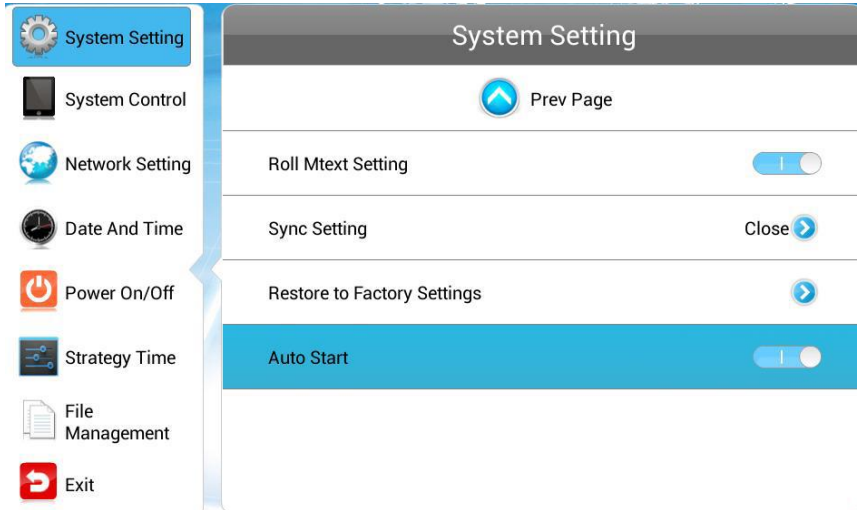 System Setting
System Control
Network Setting
Date And Time
Power On/Off
Strategy Time
File
Management
Exit
System Setting
Prev Page
Roll Mtext Setting
Sync Setting Close
Restore to Factory Settings
Auto Start